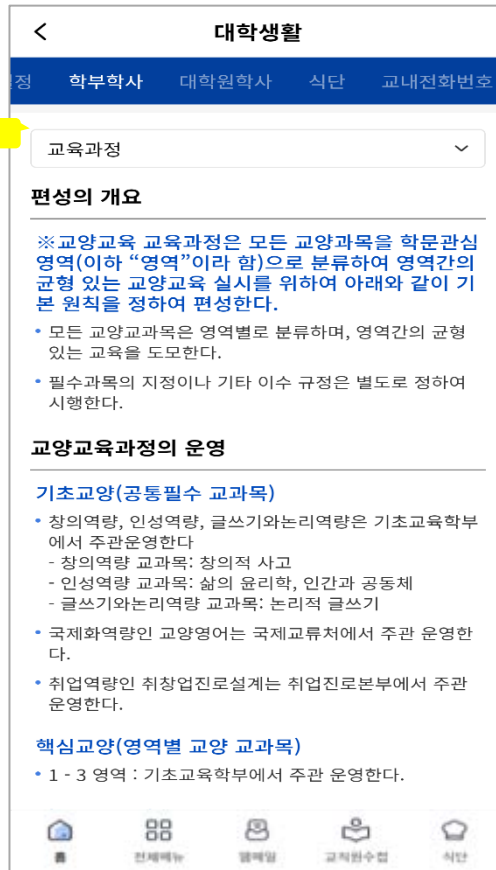 대학생활
정 학부학사 대학원학사 식단 교내전화번호
교육과정
편성의 개요
※교양교육 교육과정은 모든 교양과목을 학문관심
영역(이하 “영역”이라 함)으로 분류하여 영역간의
균형 있는 교양교육 실시를 위하여 아래와 같이 기
본 원칙을 정하여 편성한다.
• 모든 교양교과목은 영역별로 분류하며, 영역간의 균형
있는 교육을 도모한다.
• 필수과목의 지정이나 기타 이수 규정은 별도로 정하여
시행한다.
교양교육과정의 운영
기초교양(공통필수 교과목)
• 창의역량, 인성역량, 글쓰기와논리역량은 기초교육학부
에서 주관운영한다
- 창의역량 교과목: 창의적 사고
- 인성역량 교과목: 삶의 윤리학, 인간과 공동체
- 글쓰기와논리역량 교과목: 논리적 글쓰기
• 국제화역량인 교양영어는 국제교류처에서 주관 운영한
다.
• 취업역량인 취창업진로설계는 취업진로본부에서 주관
운영한다.
핵심교양(영역별 교양 교과목)
• 1 - 3 영역 : 기초교육학부에서 주관 운영한다.
홈 전체메뉴 웹메일 교직원수첩 식단